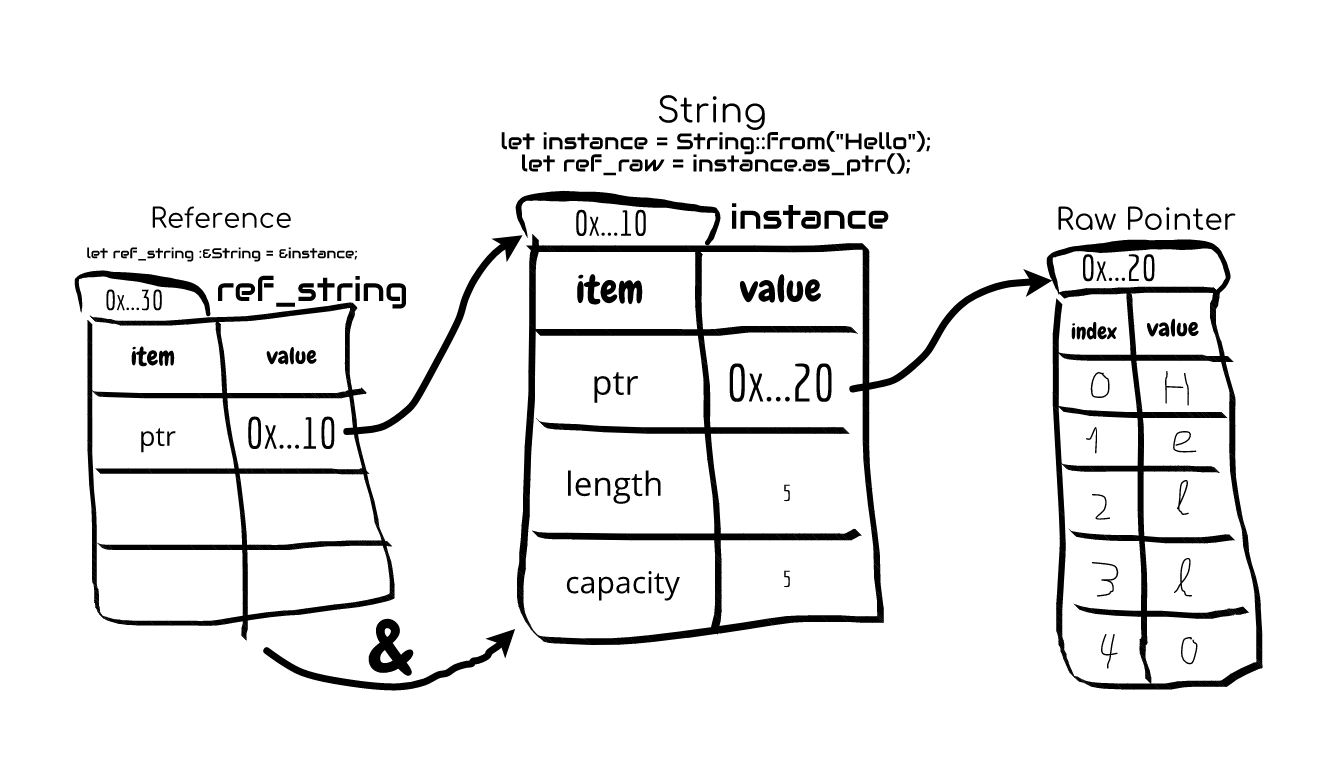 String
let instance = String::from("Hello");
let ref_raw = instance.as_ptr();
Reference
let ref_string :&String = &instance;
0x...30
ref_string
item value
ptr 0x...10
&
0x...10
instance
item value
ptr 0x...20
length 5
capacity 5
Raw Pointer
0x...20
index value
0 H
1 e
2 l
3 l
4 o